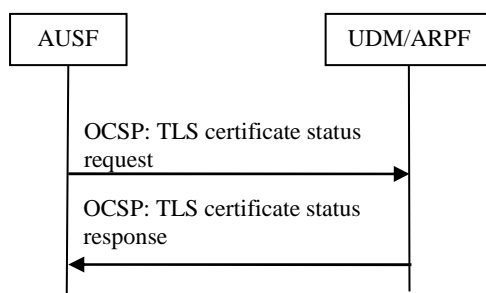 AUSF
UDM/ARPF
OCSP: TLS certificate status
request
OCSP: TLS certificate status
response